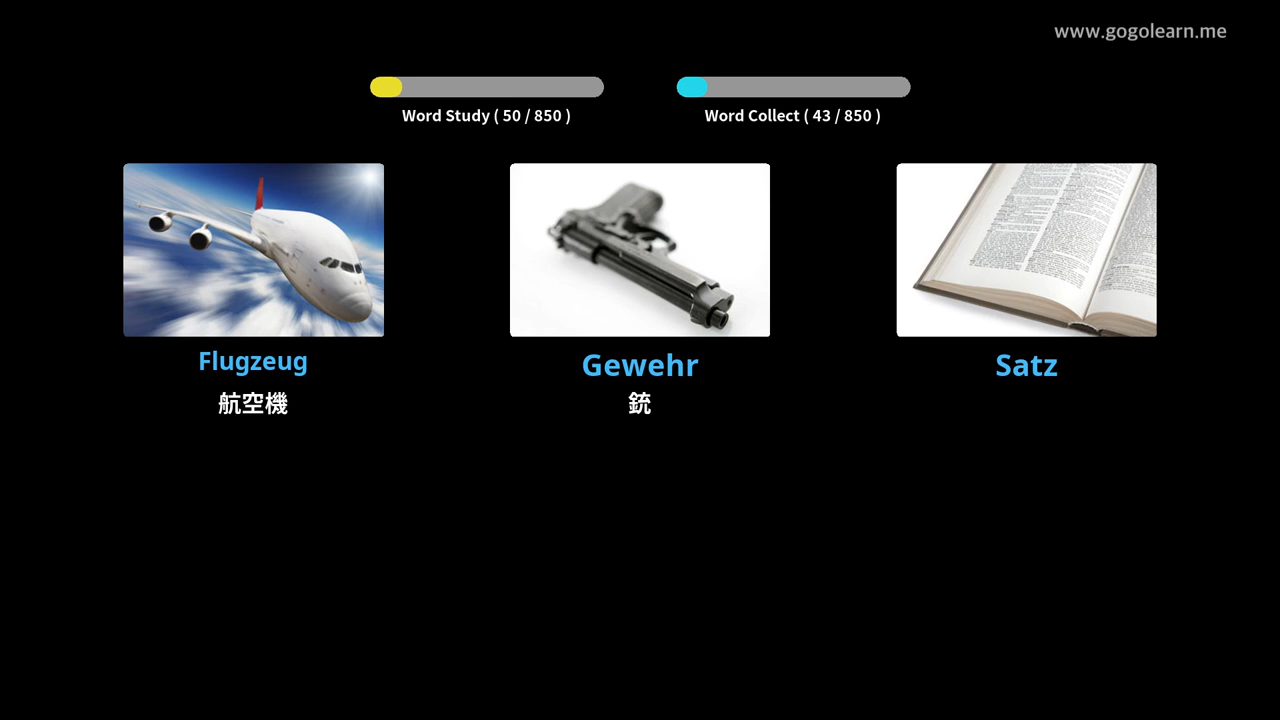 www.gogolearn.me
Word Study ( 50 / 850 )
Word Collect ( 43 / 850 )
Flugzeug
航空機
Gewehr
銃
Satz